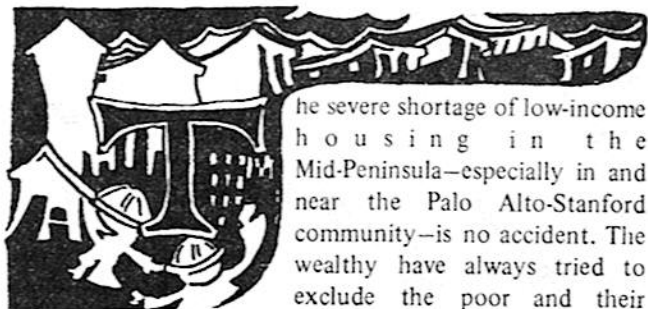 The severe shortage of low-income
housing in the
Mid-Peninsula—especially in and
near the Palo Alto-Stanford
community—is no accident. The
wealthy have always tried to
exclude the poor and their